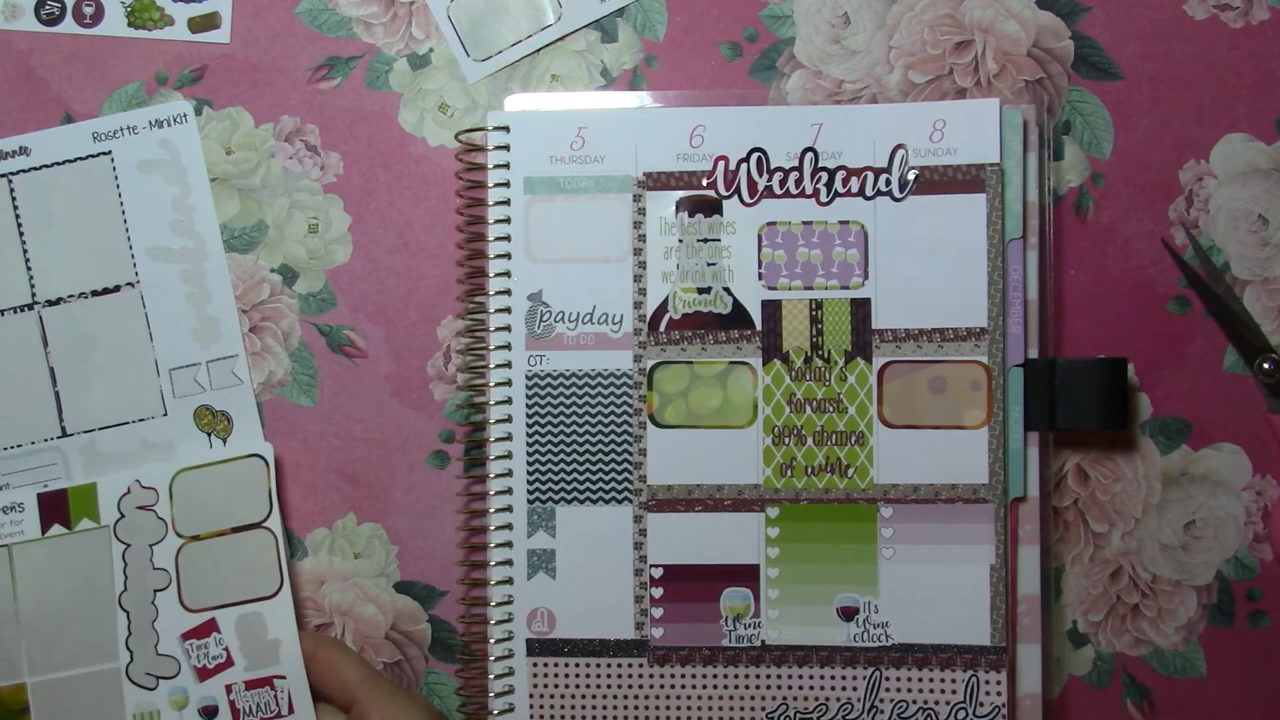 Rosette - Mini Kit
5
THURSDAY
6
FRIDAY
7
8
SUNDAY
Weekend
TODAY
The best wines
are the ones
we drink with
friends
payday
TO DO
OT:
today's
forcast:
99% chance
of wine
Wine
Time!
It's
Wine
o'clock
weekend
DECEMBER
Time to
Plan
Happy
MAIL